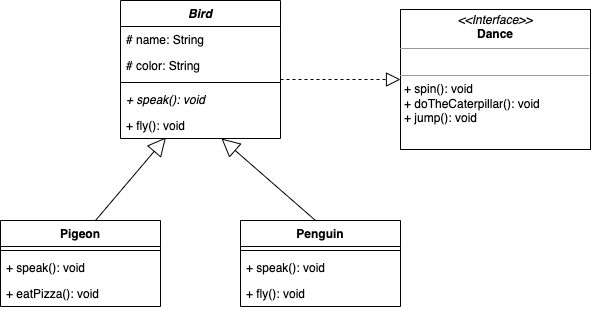 Bird
# name: String
# color: String
+ speak(): void
+ fly(): void
<<Interface>>
Dance
+ spin(): void
+ doTheCaterpillar(): void
+ jump(): void
Pigeon
+ speak(): void
+ eatPizza(): void
Penguin
+ speak(): void
+ fly(): void